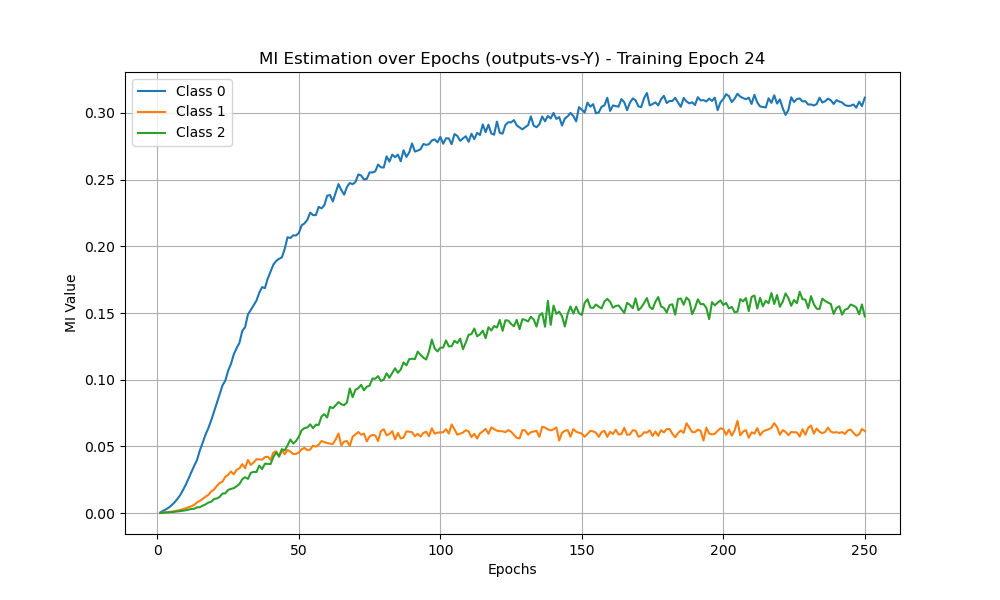 MI Estimation over Epochs (outputs-vs-Y) - Training Epoch 24
Class 0
Class 1
Class 2
MI Value
0.30
0.25
0.20
0.15
0.10
0.05
0.00
0 50 100 150 200 250
Epochs